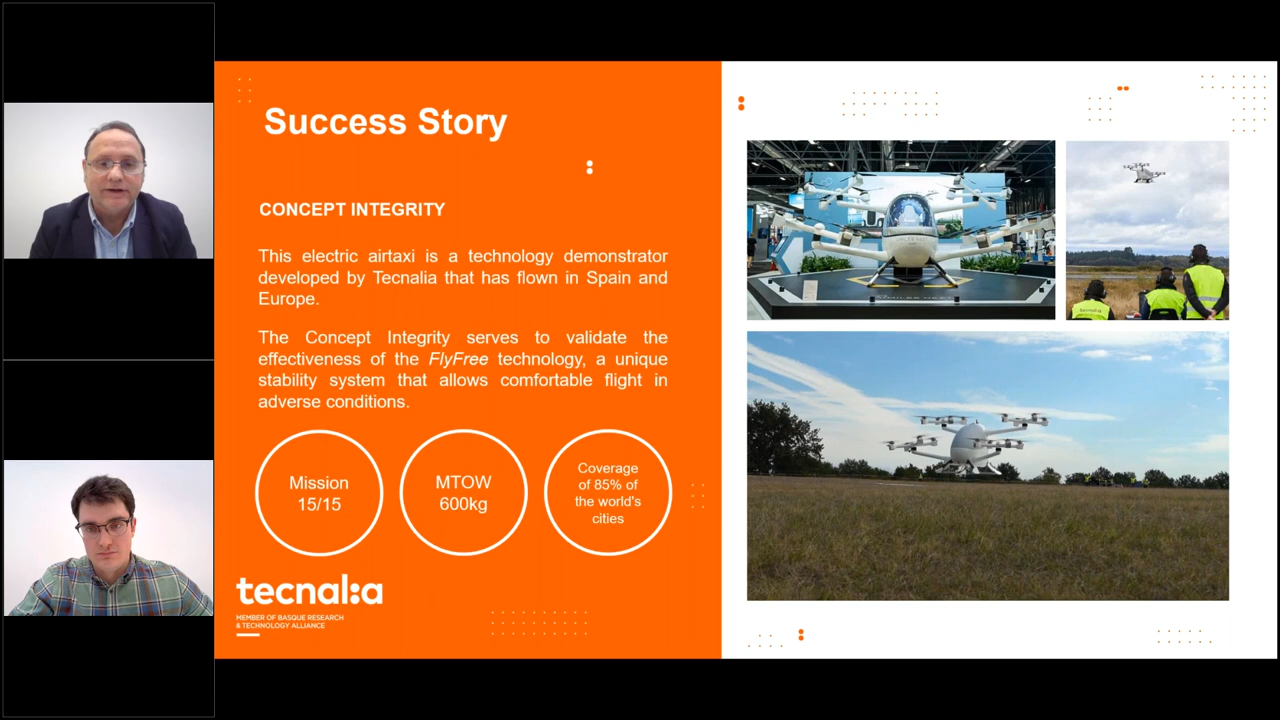 Success Story
CONCEPT INTEGRITY
This electric airtaxi is a technology demonstrator
developed by Tecnalia that has flown in Spain and
Europe.
The Concept Integrity serves to validate the
effectiveness of the FlyFree technology, a unique
stability system that allows comfortable flight in
adverse conditions.
Mission
15/15
MTOW
600kg
Coverage
of 85% of
the world's
cities
tecnal:a
MEMBER OF BASQUE RESEARCH
& TECHNOLOGY ALLIANCE
tecnalia